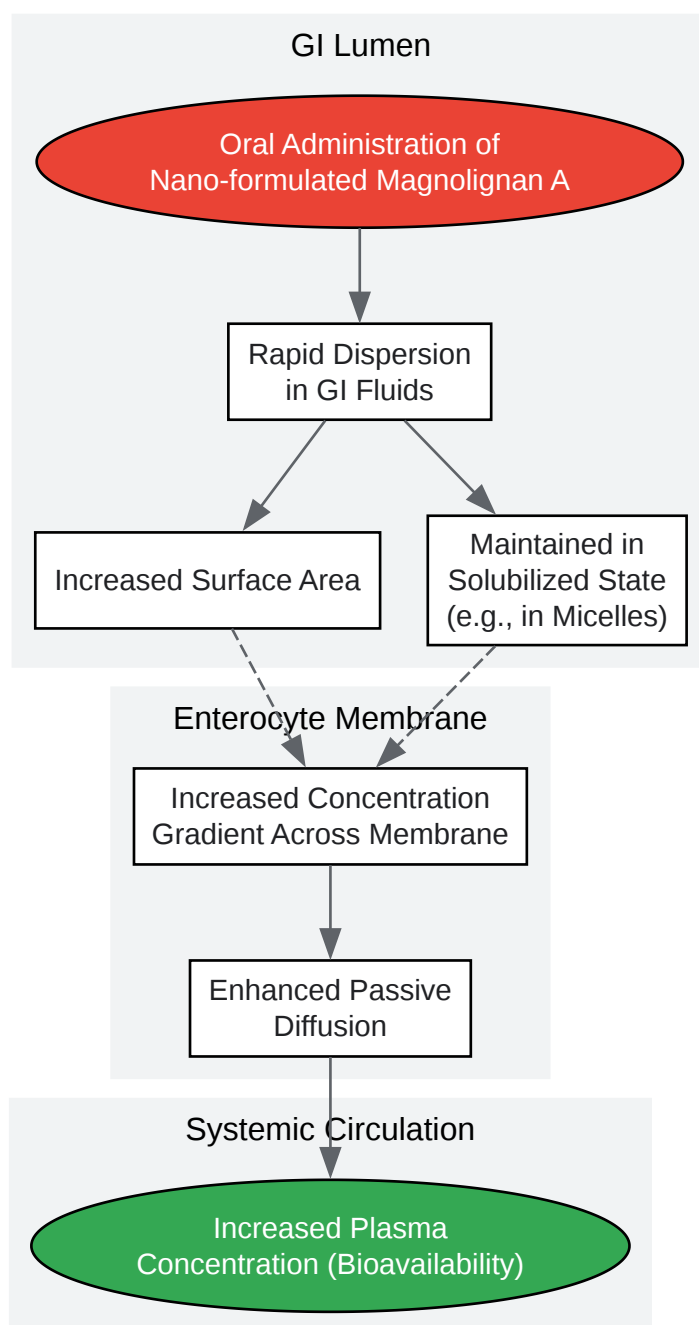 GI Lumen
Oral Administration of
Nano-formulated Magnolignan A
Rapid Dispersion
in GI Fluids
Increased Surface Area
Maintained in
Solubilized State
(e.g., in Micelles)
Enterocyte Membrane
Increased Concentration
Gradient Across Membrane
Enhanced Passive
Diffusion
Systemic Circulation
Increased Plasma
Concentration (Bioavailability)